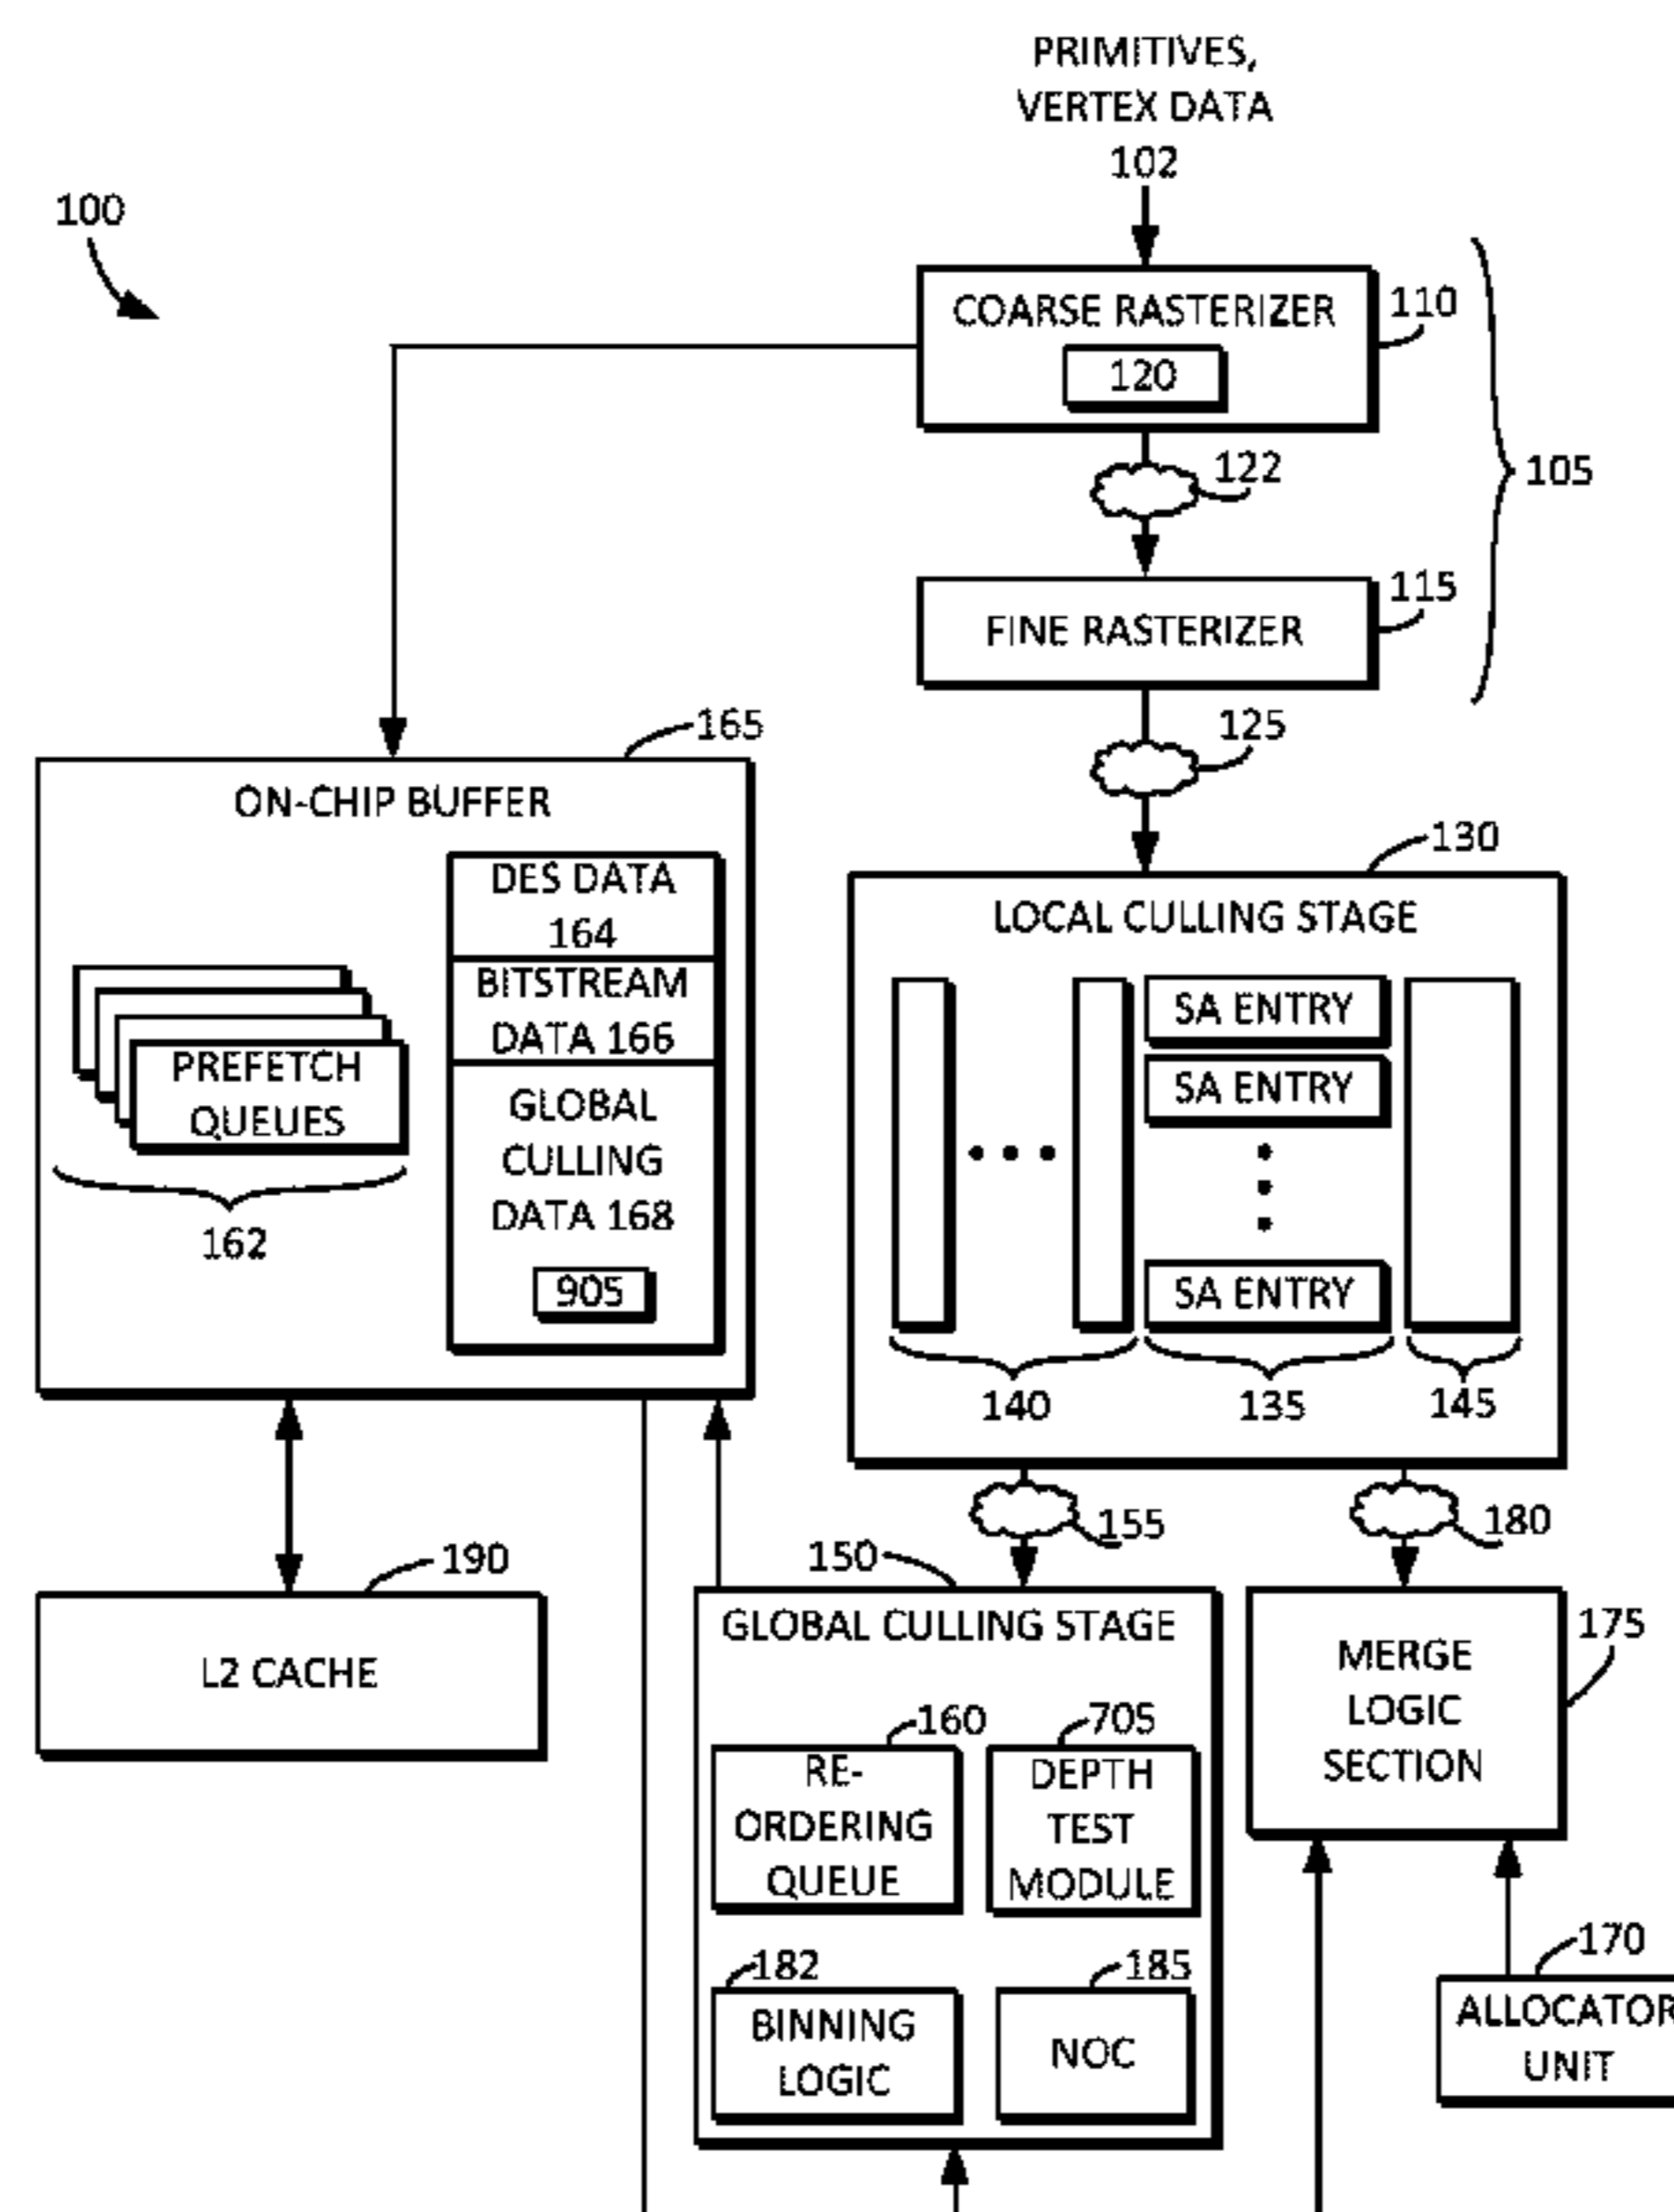 PRIMITIVES,
VERTEX DATA
102
100
COARSE RASTERIZER
110
120
122
105
115
FINE RASTERIZER
165
125
ON-CHIP BUFFER
130
DES DATA
164
LOCAL CULLING STAGE
BITSTREAM
DATA 166
SA ENTRY
PREFETCH
QUEUES
SA ENTRY
GLOBAL
CULLING
DATA 168
162
905
SA ENTRY
140
135
145
155
180
190
150
L2 CACHE
GLOBAL CULLING STAGE
MERGE
LOGIC
SECTION
175
160
705
RE-
ORDERING
QUEUE
DEPTH
TEST
MODULE
182
185
170
BINNING
LOGIC
NOC
ALLOCATOR
UNIT